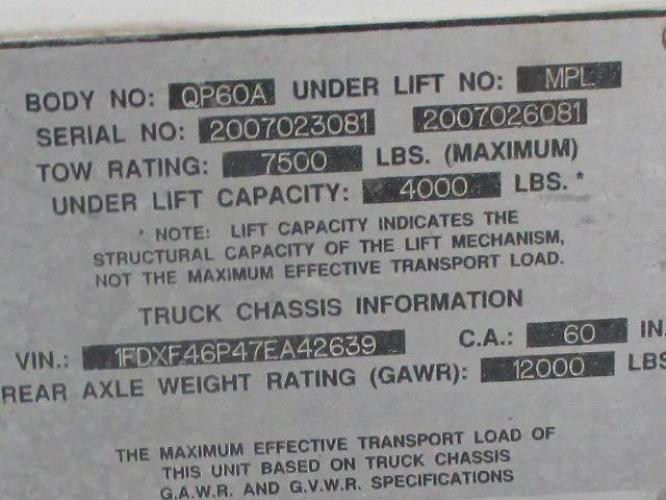 BODY NO: QP60A UNDER LIFT NO: MPL
SERIAL NO: 2007023081 2007026081
TOW RATING: 7500 LBS. (MAXIMUM)
UNDER LIFT CAPACITY: 4000 LBS. *
* NOTE: LIFT CAPACITY INDICATES THE
STRUCTURAL CAPACITY OF THE LIFT MECHANISM,
NOT THE MAXIMUM EFFECTIVE TRANSPORT LOAD.
TRUCK CHASSIS INFORMATION
VIN.: 1FDXF46P47EA42639 C.A.: 60 IN.
REAR AXLE WEIGHT RATING (GAWR): 12000 LBS
THE MAXIMUM EFFECTIVE TRANSPORT LOAD OF
THIS UNIT BASED ON TRUCK CHASSIS
G.A.W.R. AND G.V.W.R. SPECIFICATIONS